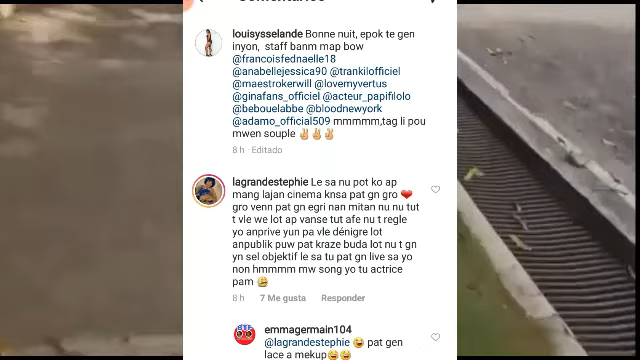 louisysselande Bonne nuit, epok te gen
inyon, staff banm map bow
@francoisfednaelle18
@anabellejessica90 @trankilofficiel
@maestrokerwill @lovemyvertus
@ginafans_officiel @acteur_papifilolo
@bebouelabbe @bloodnewyork
@adamo_official509 mmmmm,tag li pou
mwen souple ✌✌✌
8 h · Editado
lagrandestephie Le sa nu pot ko ap
mang lajan cinema knsa pat gn gro ❤
gro venn pat gn egri nan mitan nu nu tut
t vle we lot ap vanse tut afe nu t regle
yo anprive yun pa vle dénigre lot
anpublik puw pat kraze buda lot nu t gn
yn sel objektif le sa tu pat gn live sa yo
non hmmmm mw song yo tu actrice
pam
8 h 7 Me gusta Responder
emmagermain104
@lagrandestephie 😂 pat gen
lace a mekup😂😂